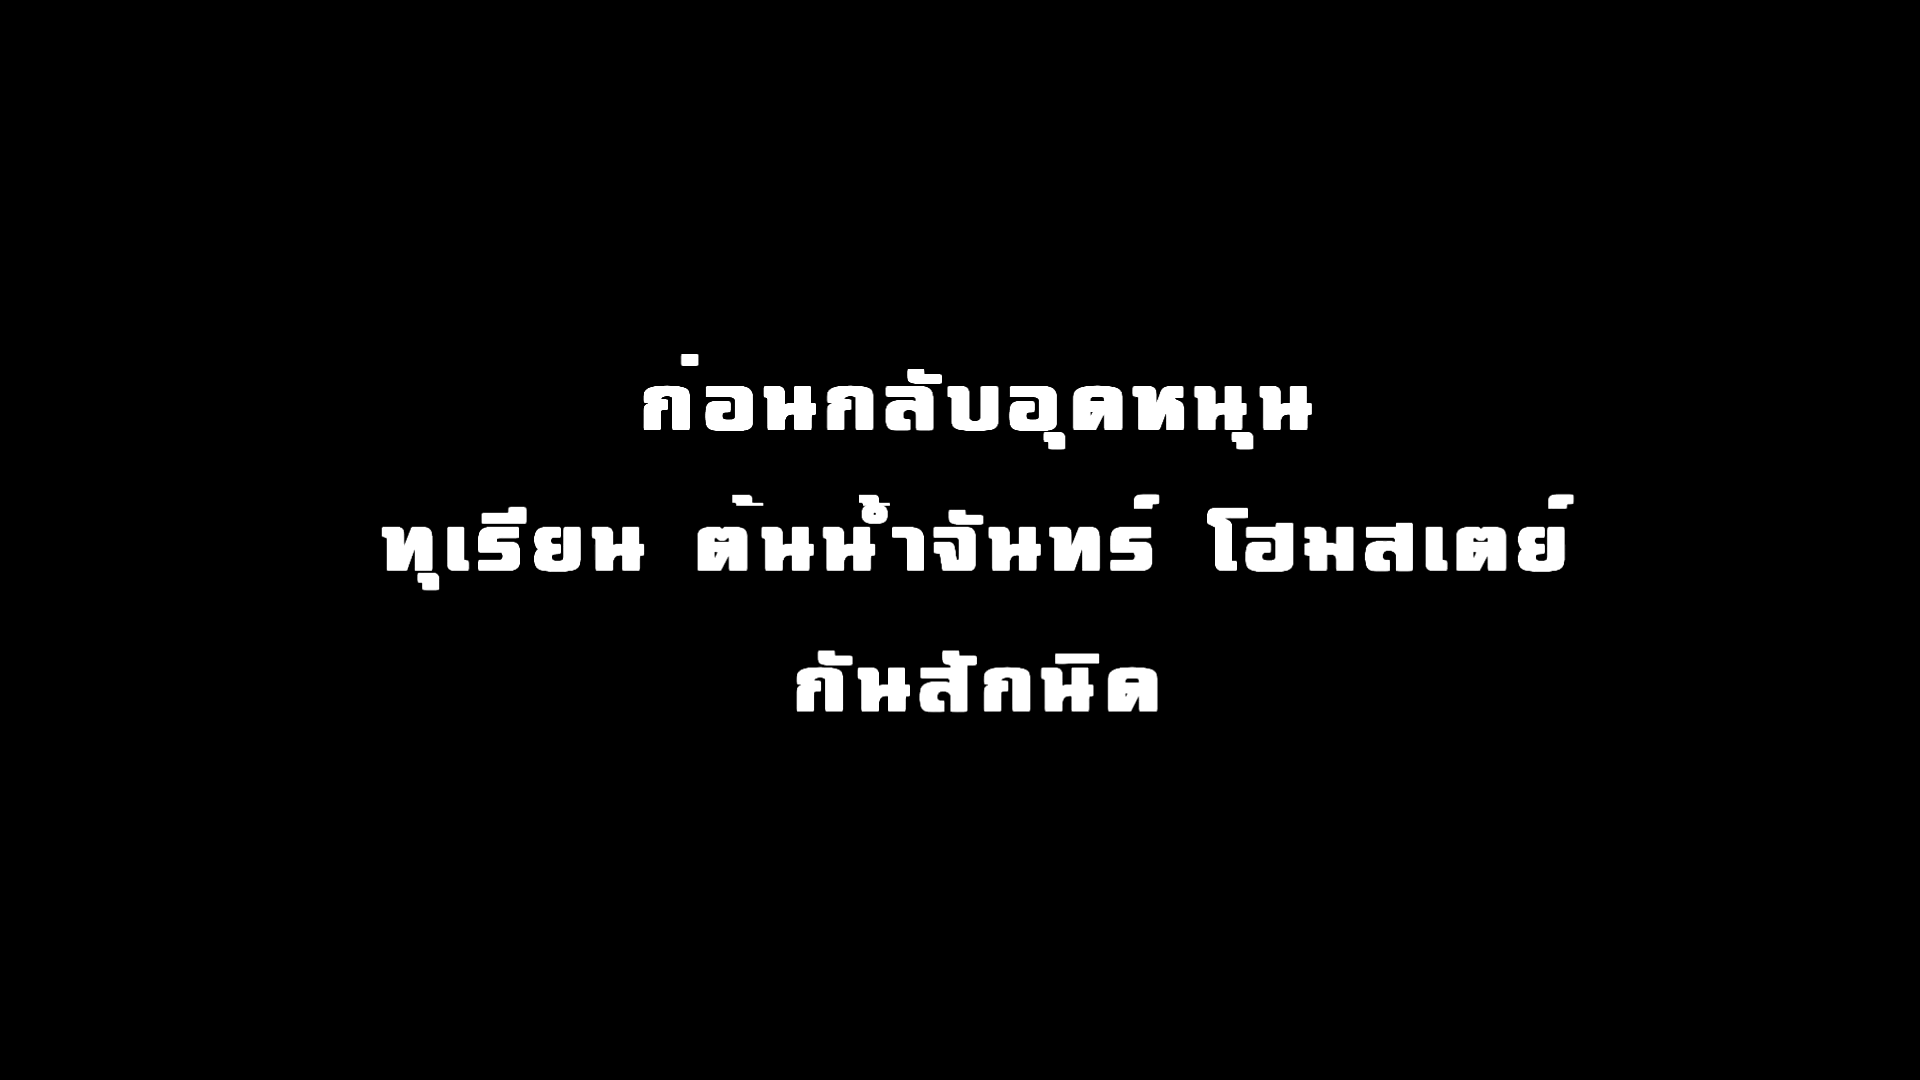 ก่อนกลับอุดหนุน
ทุเรียน ต้นน้ำจันทร์ โฮมสเตย์
กันสักนิด